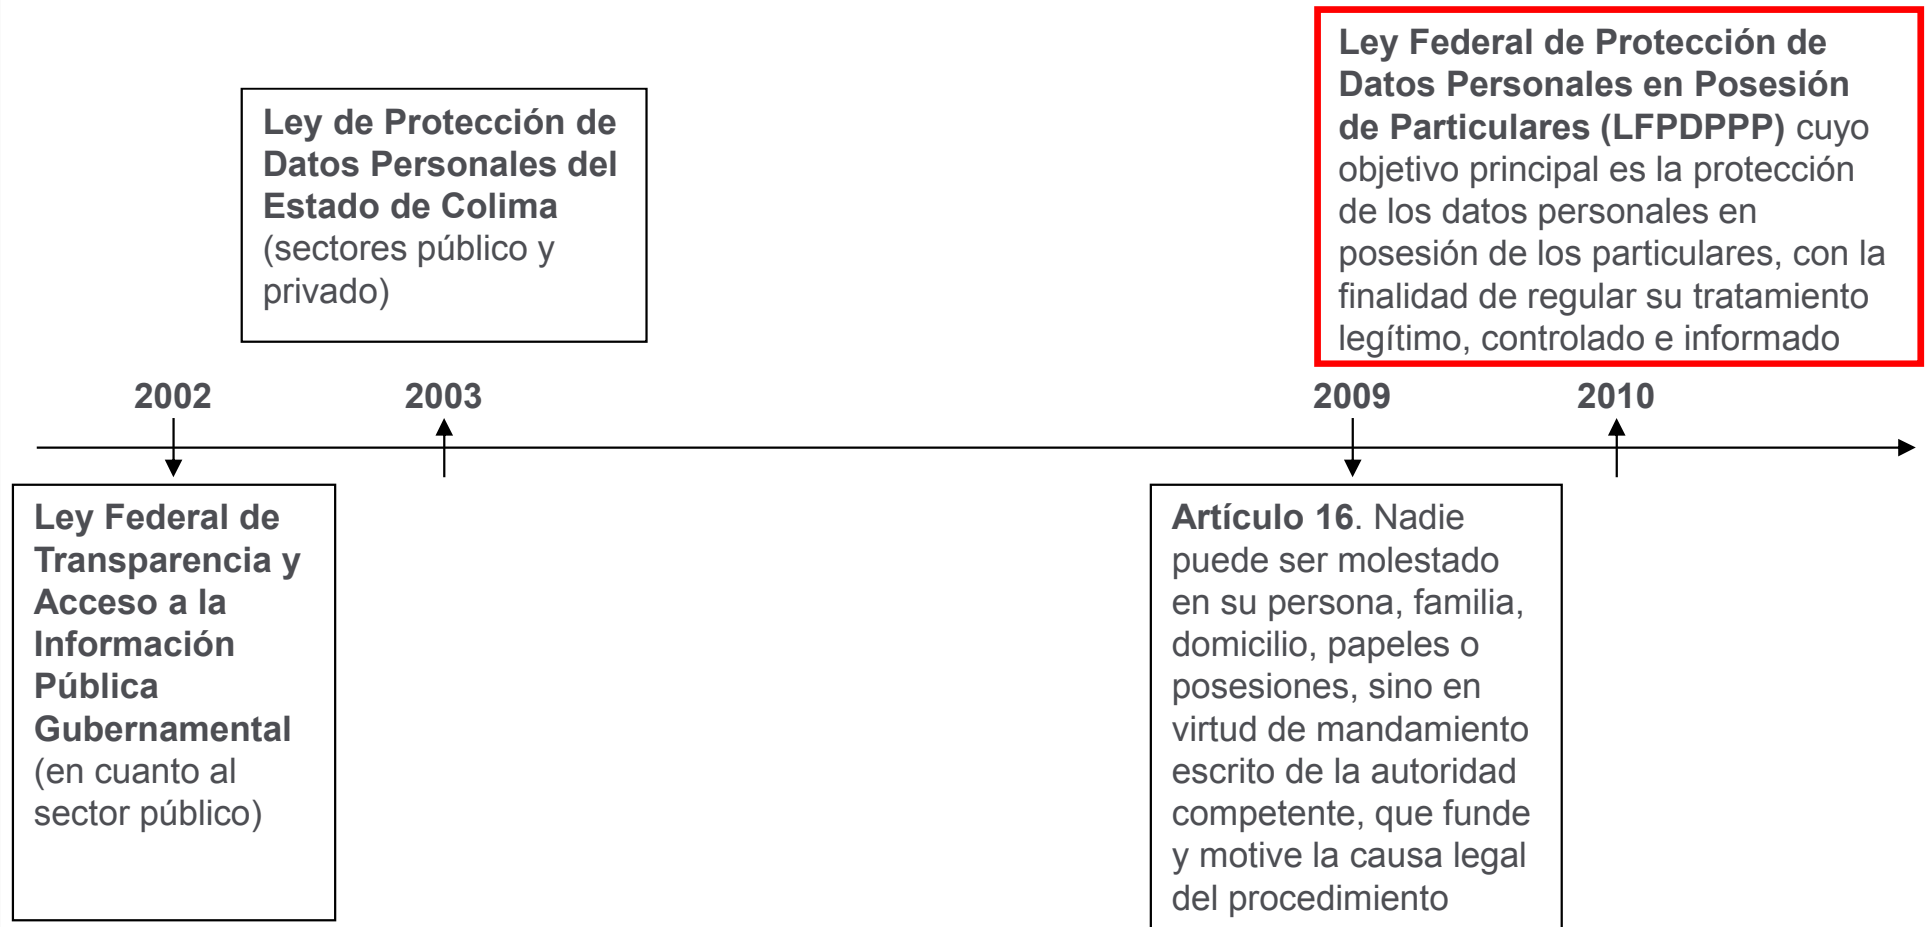 Ley Federal de Protección de
Datos Personales en Posesión
de Particulares (LFPDPPP) cuyo
objetivo principal es la protección
de los datos personales en
posesión de los particulares, con la
finalidad de regular su tratamiento
legítimo, controlado e informado
Ley de Protección de
Datos Personales del
Estado de Colima
(sectores público y
privado)
2002
2003
2009
2010
Ley Federal de
Transparencia y
Acceso a la
Información
Pública
Gubernamental
(en cuanto al
sector público)
Artículo 16. Nadie
puede ser molestado
en su persona, familia,
domicilio, papeles o
posesiones, sino en
virtud de mandamiento
escrito de la autoridad
competente, que funde
y motive la causa legal
del procedimiento